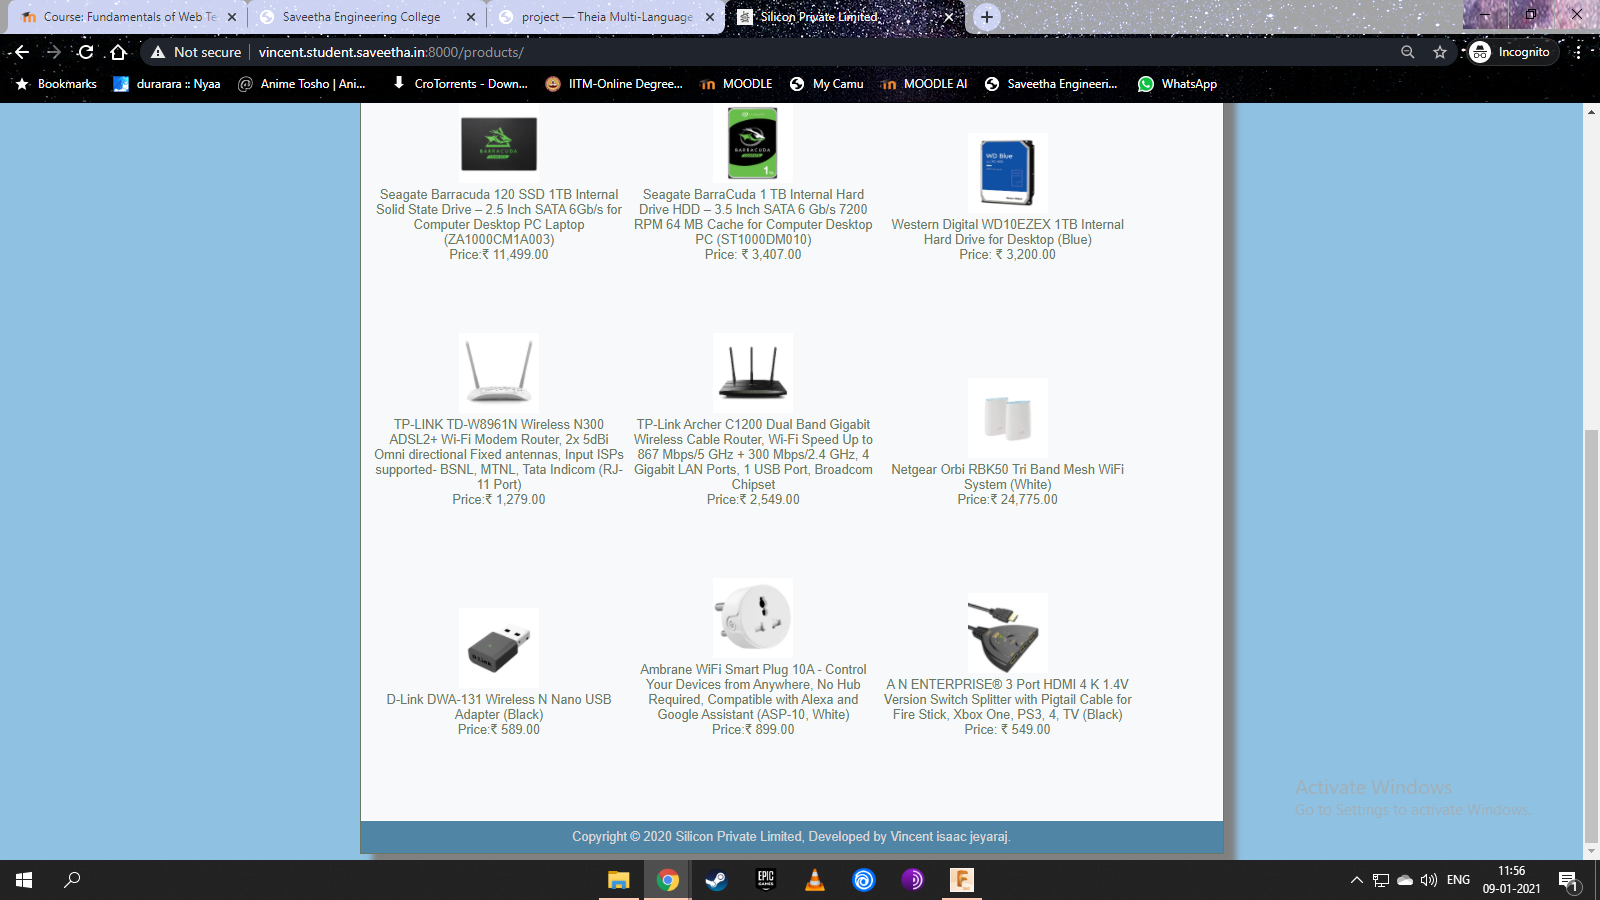 Course: Fundamentals of Web Te
Saveetha Engineering College
project — Theia Multi-Language
Silicon Private Limited
Not secure
vincent.student.saveetha.in:8000/products/
Incognito
Bookmarks
durarara :: Nyaa
Anime Tosho | Ani...
CroTorrents - Down...
IITM-Online Degree...
MOODLE
My Camu
MOODLE AI
Saveetha Engineeri...
WhatsApp
BARRACUDA
Seagate Barracuda 120 SSD 1TB Internal
Solid State Drive – 2.5 Inch SATA 6Gb/s for
Computer Desktop PC Laptop
(ZA1000CM1A003)
Price:₹ 11,499.00
BARRACUDA
1
Seagate BarraCuda 1 TB Internal Hard
Drive HDD – 3.5 Inch SATA 6 Gb/s 7200
RPM 64 MB Cache for Computer Desktop
PC (ST1000DM010)
Price: ₹ 3,407.00
WD Blue
Western Digital WD10EZEX 1TB Internal
Hard Drive for Desktop (Blue)
Price: ₹ 3,200.00
TP-LINK TD-W8961N Wireless N300
ADSL2+ Wi-Fi Modem Router, 2x 5dBi
Omni directional Fixed antennas, Input ISPs
supported- BSNL, MTNL, Tata Indicom (RJ-
11 Port)
Price:₹ 1,279.00
TP-Link Archer C1200 Dual Band Gigabit
Wireless Cable Router, Wi-Fi Speed Up to
867 Mbps/5 GHz + 300 Mbps/2.4 GHz, 4
Gigabit LAN Ports, 1 USB Port, Broadcom
Chipset
Price:₹ 2,549.00
Netgear Orbi RBK50 Tri Band Mesh WiFi
System (White)
Price:₹ 24,775.00
D-Link
D-Link DWA-131 Wireless N Nano USB
Adapter (Black)
Price:₹ 589.00
Ambrane WiFi Smart Plug 10A - Control
Your Devices from Anywhere, No Hub
Required, Compatible with Alexa and
Google Assistant (ASP-10, White)
Price:₹ 899.00
A N ENTERPRISE® 3 Port HDMI 4 K 1.4V
Version Switch Splitter with Pigtail Cable for
Fire Stick, Xbox One, PS3, 4, TV (Black)
Price: ₹ 549.00
Activate Windows
Go to Settings to activate Windows.
Copyright © 2020 Silicon Private Limited, Developed by Vincent isaac jeyaraj.
EPIC
GAMES
ENG
11:56
09-01-2021
1